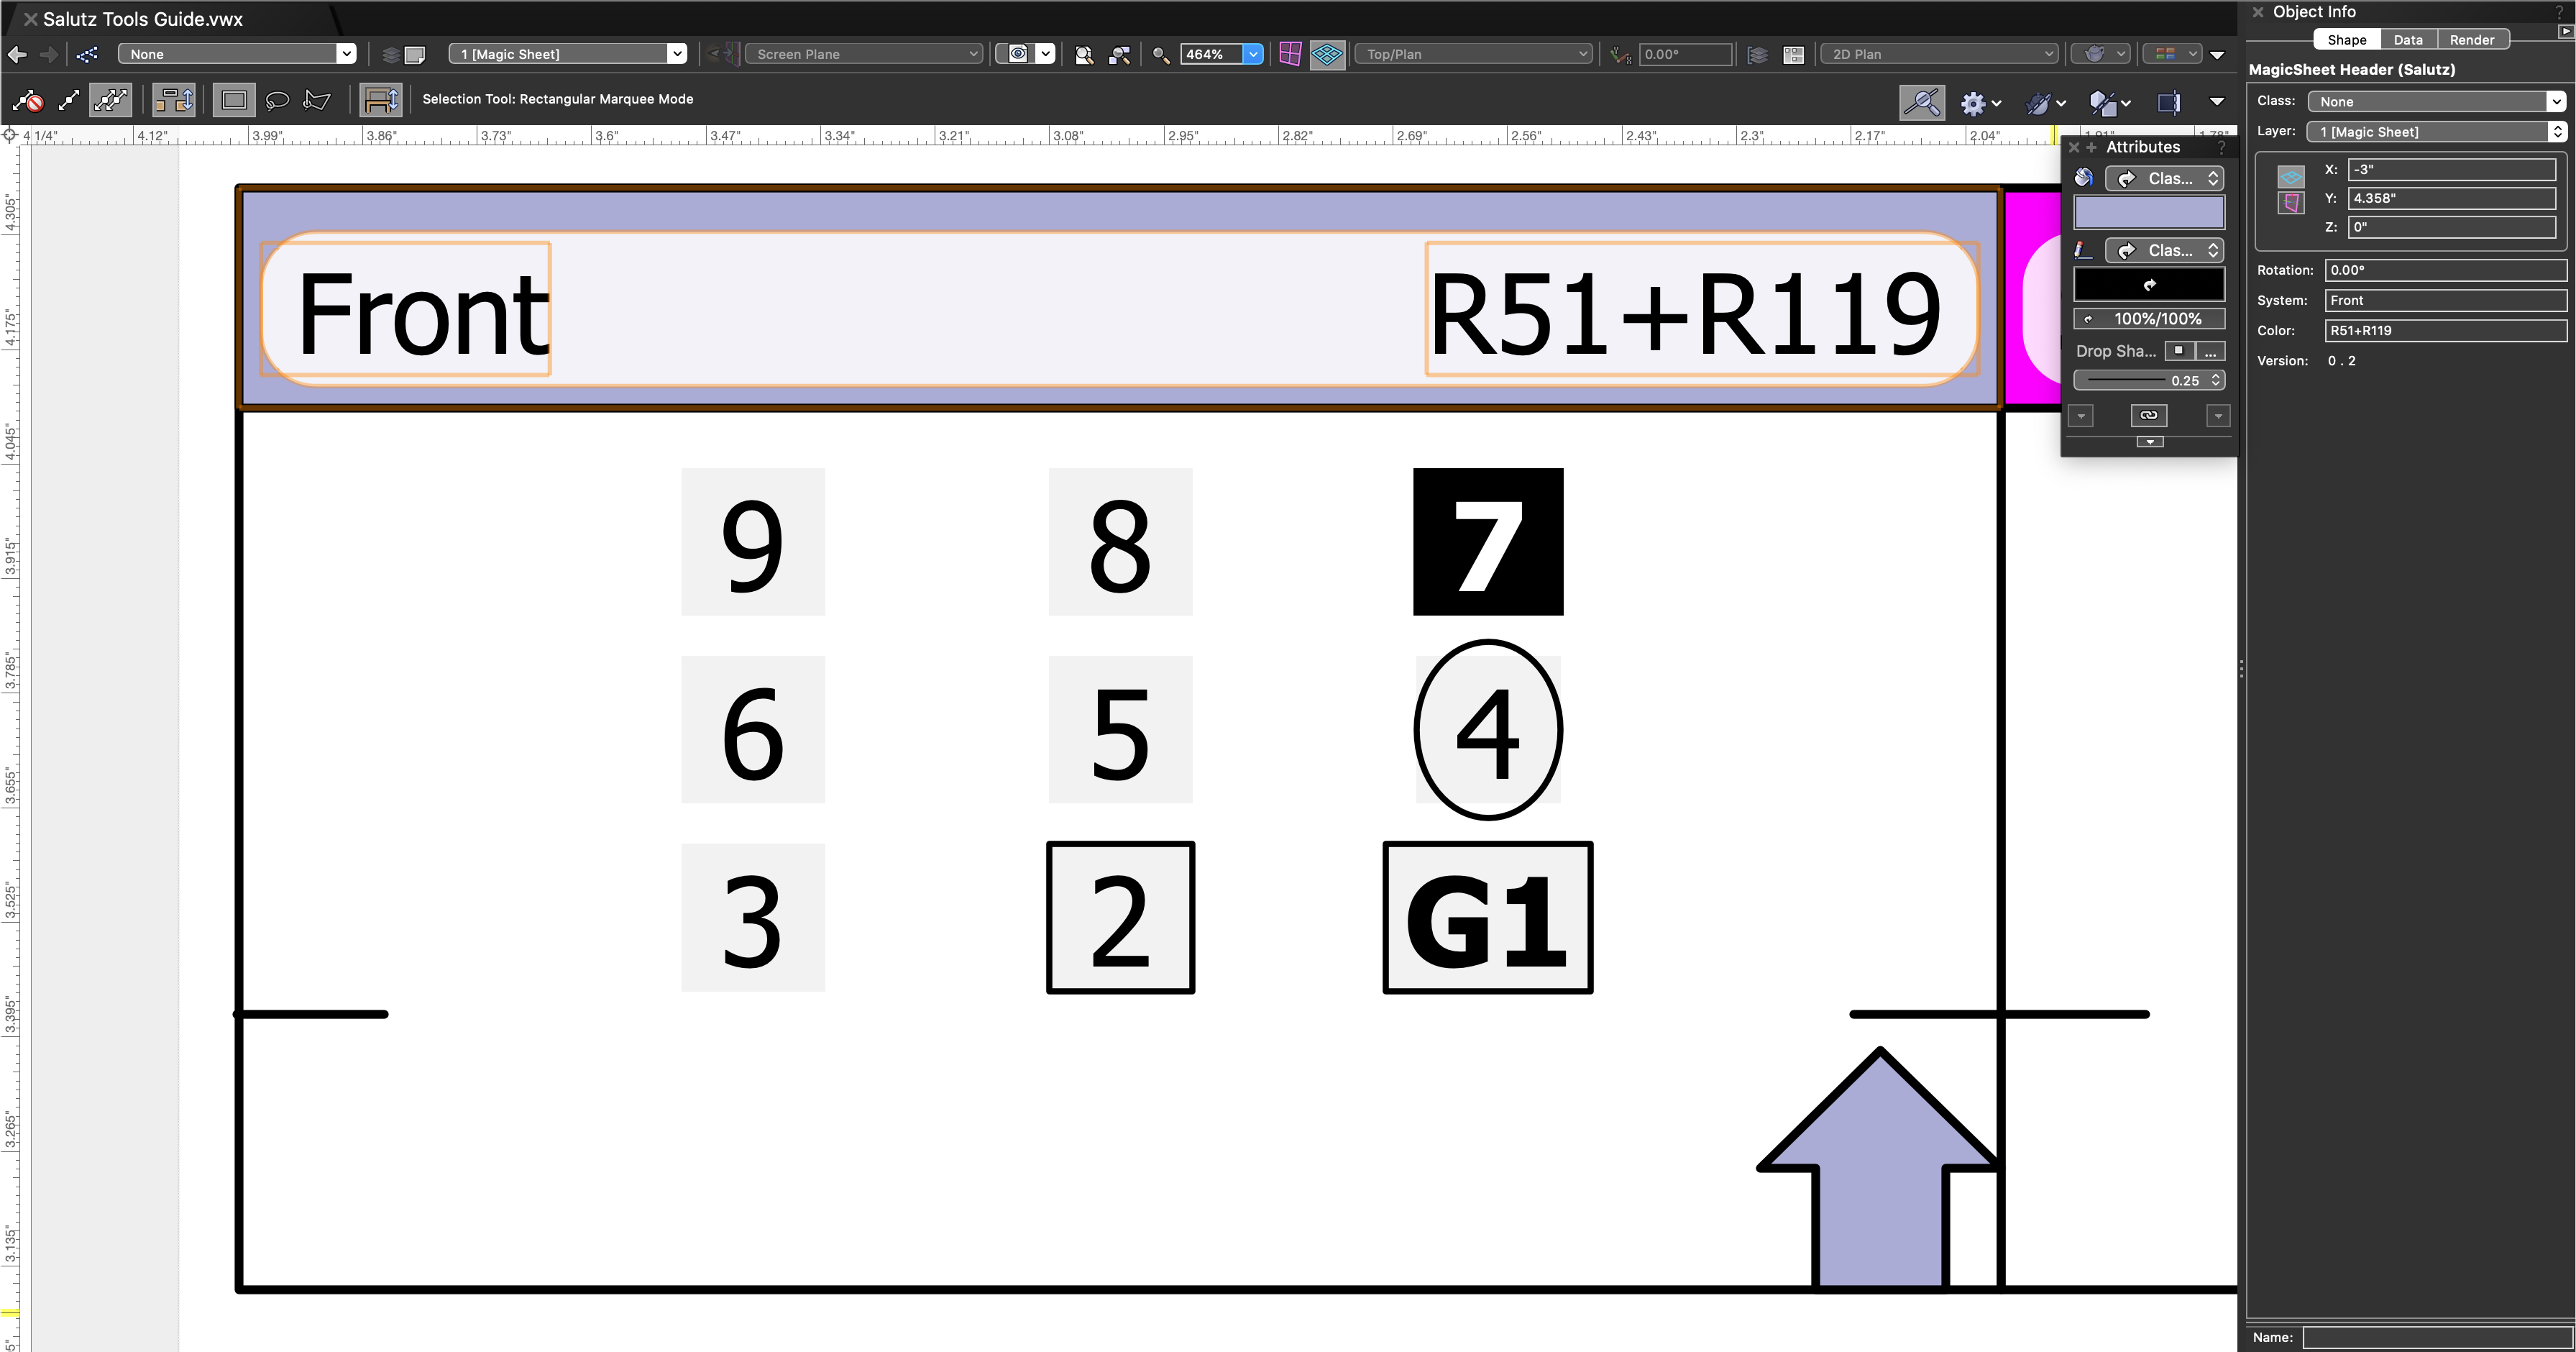 Salutz Tools Guide.vwx
None
1 [Magic Sheet]
Screen Plane
464%
Top/Plan
0.00°
2D Plan
Selection Tool: Rectangular Marquee Mode
4 1/4" 4.12" 3.99" 3.86" 3.73" 3.6" 3.47" 3.34" 3.21" 3.08" 2.95" 2.82" 2.69" 2.56" 2.43" 2.3" 2.17" 2.04" 1.91" 1.78"
4.305"
4.175"
4.045"
3.915"
3.785"
3.655"
3.525"
3.395"
3.265"
3.135"
Front R51+R119
9 8 7
6 5 4
3 2 G1
Attributes ?
Clas...
Clas...
100%/100%
Drop Sha... ...
0.25
Object Info ?
Shape Data Render
MagicSheet Header (Salutz)
Class: None
Layer: 1 [Magic Sheet]
X: -3"
Y: 4.358"
Z: 0"
Rotation: 0.00°
System: Front
Color: R51+R119
Version: 0 . 2
Name: